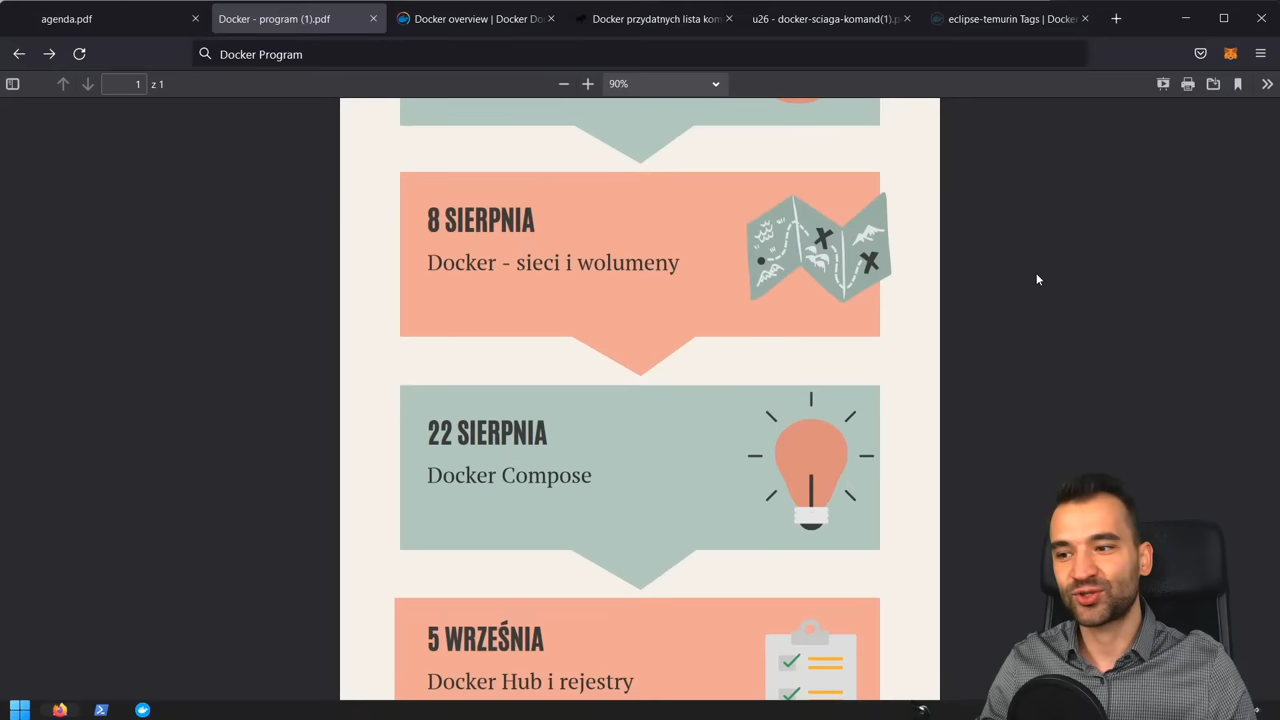 agenda.pdf
Docker - program (1).pdf
Docker overview | Docker Do
Docker przydatnych lista kom
u26 - docker-sciaga-komand(1).p
eclipse-temurin Tags | Docker
Docker Program
1
z 1
90%
8 SIERPNIA
Docker - sieci i wolumeny
22 SIERPNIA
Docker Compose
5 WRZEŚNIA
Docker Hub i rejestry